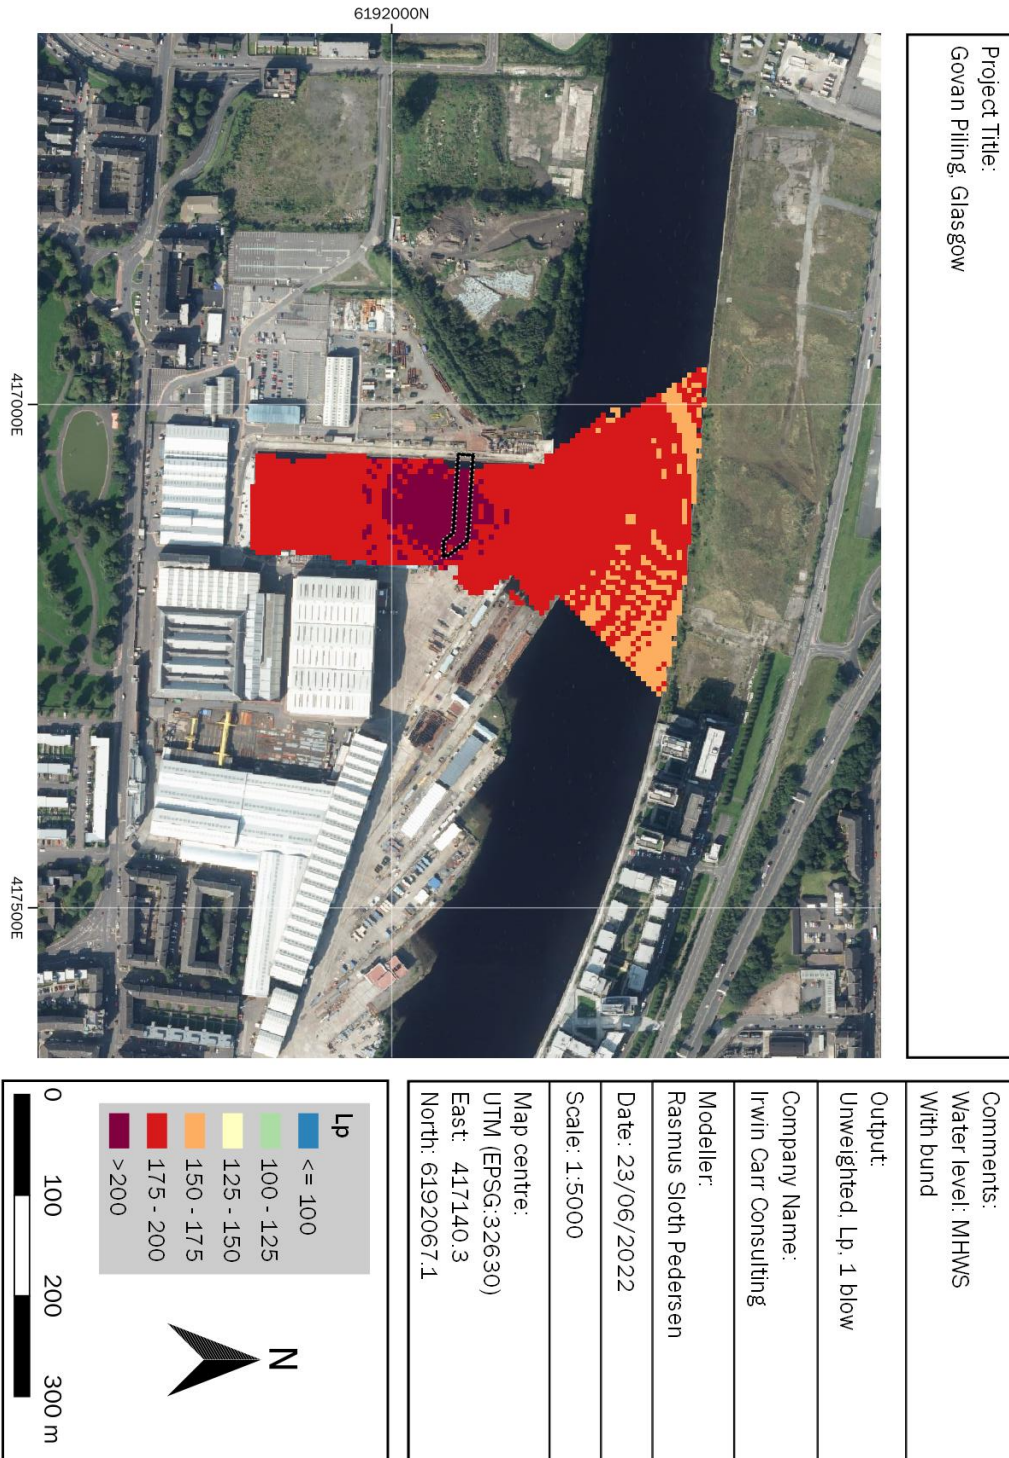 Project Title:
Govan Piling, Glasgow
6192000N
417000E
417500E
Comments:
Water level: MHWS
With bund
Output:
Unweighted, Lp, 1 blow
Company Name:
Irwin Carr Consulting
Modeller:
Rasmus Sloth Pedersen
Date: 23/06/2022
Scale: 1:5000
Map centre:
UTM (EPSG:32630)
East: 417140.3
North: 6192067.1
Lp
<= 100
100 - 125
125 - 150
150 - 175
175 - 200
>200
N
0 100 200 300 m